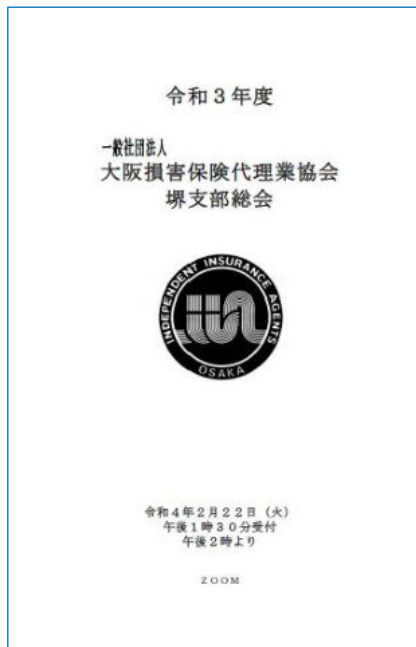 令和３年度
一般社団法人
大阪損害保険代理業協会
堺支部総会
INDEPENDENT INSURANCE AGENTS
iia
OSAKA
令和４年２月２２日（火）
午後１時３０分受付
午後２時より
ZOOM